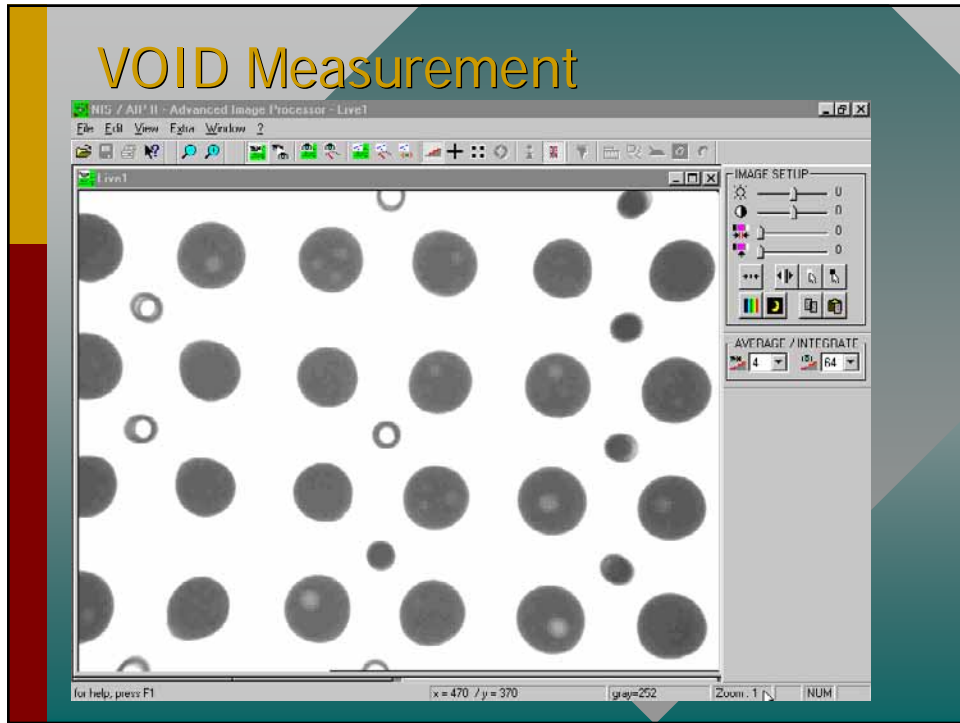 VOID Measurement
NIS / AIP II - Advanced Image Processor - Live1
File Edit View Extra Window ?
Live1
IMAGE SETUP
0
0
0
0
AVERAGE / INTEGRATE
4 64
for help, press F1 x = 470 / y = 370 gray=252 Zoom : 1 NUM